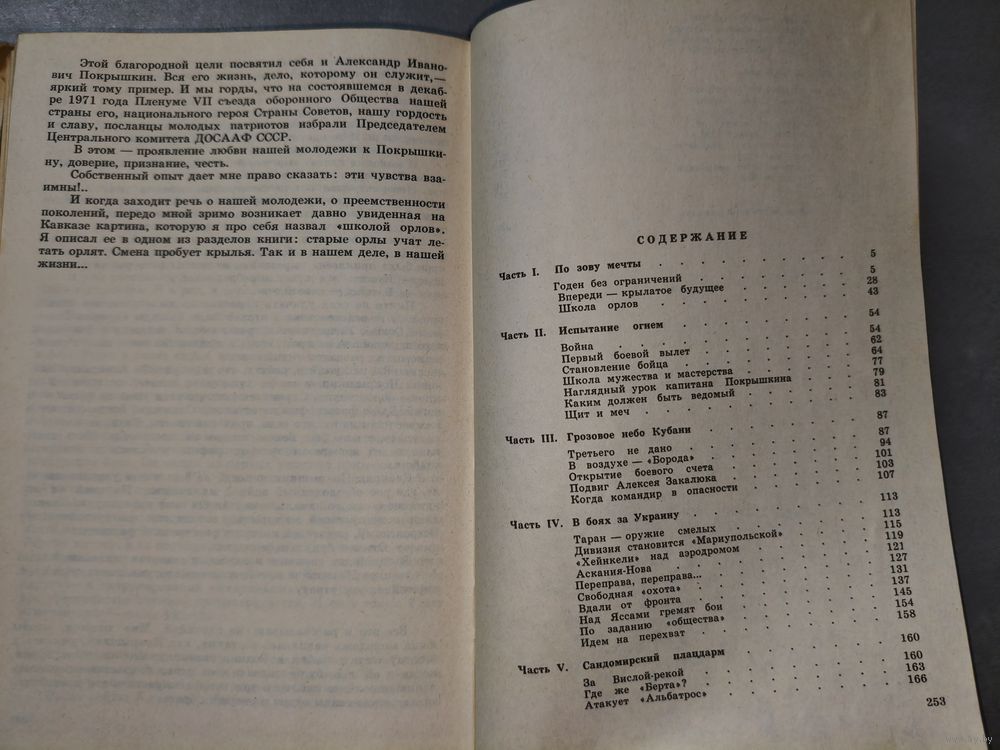 Этой благородной цели посвятил себя и Александр Ивано-
вич Покрышкин. Вся его жизнь, дело, которому он служит,—
яркий тому пример. И мы горды, что на состоявшемся в декаб-
ре 1971 года Пленуме VII съезда оборонного Общества нашей
страны его, национального героя Страны Советов, нашу гордость
и славу, посланцы молодых патриотов избрали Председателем
Центрального комитета ДОСААФ СССР.
В этом — проявление любви нашей молодежи к Покрышки-
ну, доверие, признание, честь.
Собственный опыт дает мне право сказать: эти чувства вза-
имны!..
И когда заходит речь о нашей молодежи, о преемственности
поколений, передо мной зримо возникает давно увиденная на
Кавказе картина, которую я про себя назвал «школой орлов».
Я описал ее в одном из разделов книги: старые орлы учат ле-
тать орлят. Смена пробует крылья. Так и в нашем деле, в нашей
жизни...
СОДЕРЖАНИЕ
Часть I. По зову мечты . . . . . . . 5
Годен без ограничений . . . . . . . 5
Впереди — крылатое будущее . . . . . . 28
Школа орлов . . . . . . . . 43
Часть II. Испытание огнем . . . . . . . 54
Война . . . . . . . . . 54
Первый боевой вылет . . . . . . . 62
Становление бойца . . . . . . . 64
Школа мужества и мастерства . . . . . 77
Наглядный урок капитана Покрышкина . . . 79
Каким должен быть ведомый . . . . . 81
Щит и меч . . . . . . . . 83
Часть III. Грозовое небо Кубани . . . . . . 87
Третьего не дано . . . . . . . 87
В воздухе — «Борода» . . . . . . . 94
Открытие боевого счета . . . . . . 101
Подвиг Алексея Закалюка . . . . . . 103
Когда командир в опасности . . . . . 107
Часть IV. В боях за Украину . . . . . . . 113
Таран — оружие смелых . . . . . . 113
Дивизия становится «Мариупольской» . . . . 115
«Хейнкели» над аэродромом . . . . . 119
Аскания-Нова . . . . . . . . 121
Переправа, переправа... . . . . . . 127
Свободная «охота» . . . . . . . 131
Вдали от фронта . . . . . . . 137
Над Яссами гремят бои . . . . . . 145
По заданию «общества» . . . . . . 154
Идем на перехват . . . . . . . 158
Часть V. Сандомирский плацдарм . . . . . . 160
За Вислой-рекой . . . . . . . 160
Где же «Берта»? . . . . . . . 163
Атакует «Альбатрос» . . . . . . . 166
253